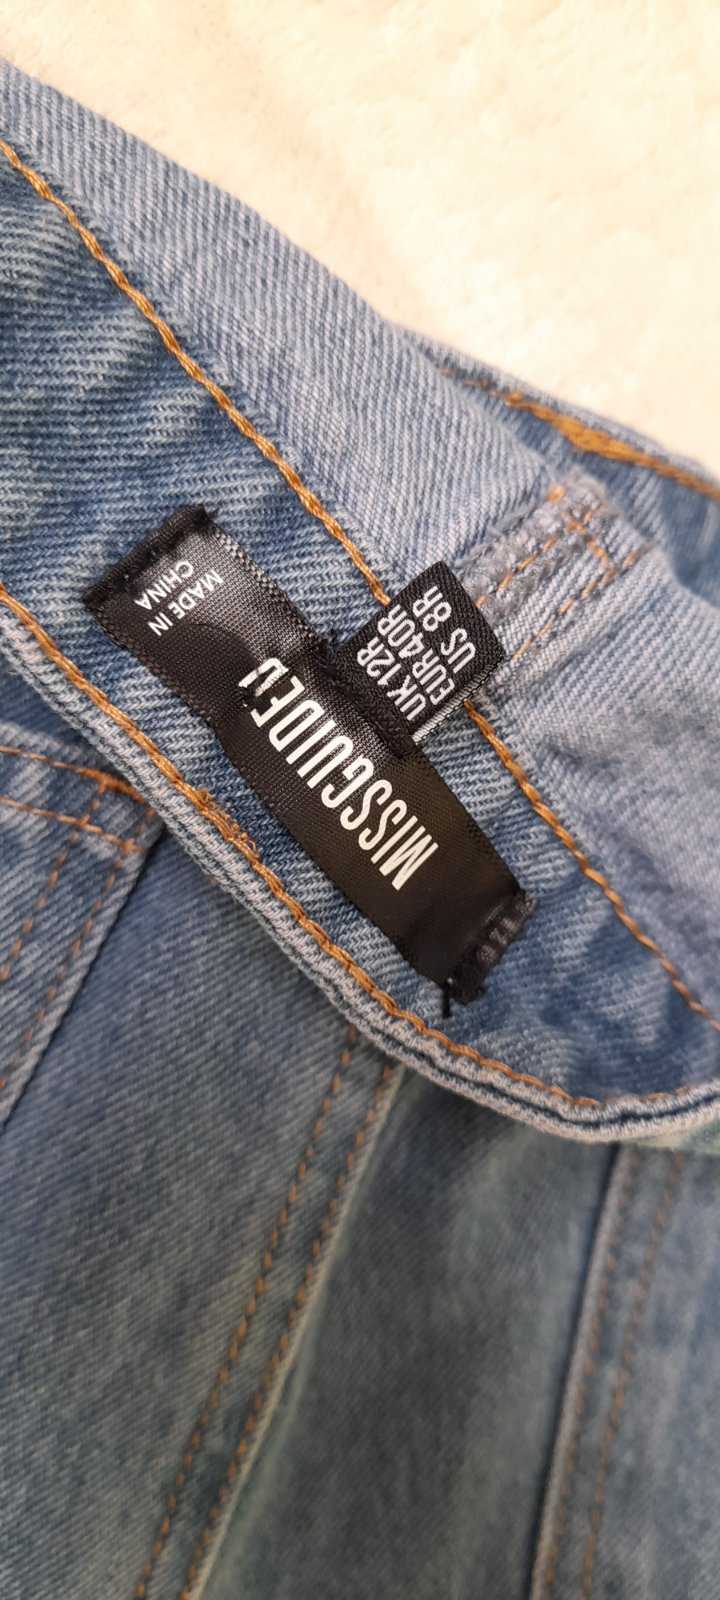 MISSGUIDED
MADE IN
CHINA
UK 12R
EUR 40R
US 8R